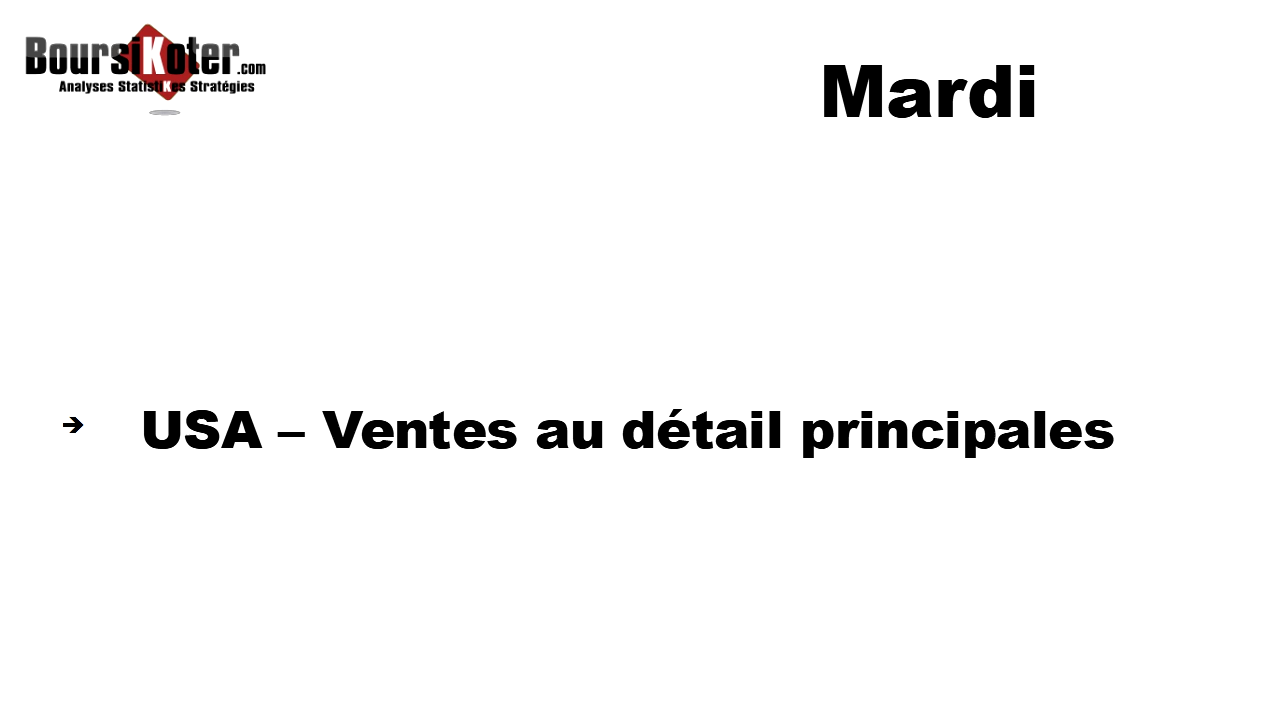 BoursiKoter.com
Analyses StatistiKes Stratégies
Mardi
➔ USA – Ventes au détail principales